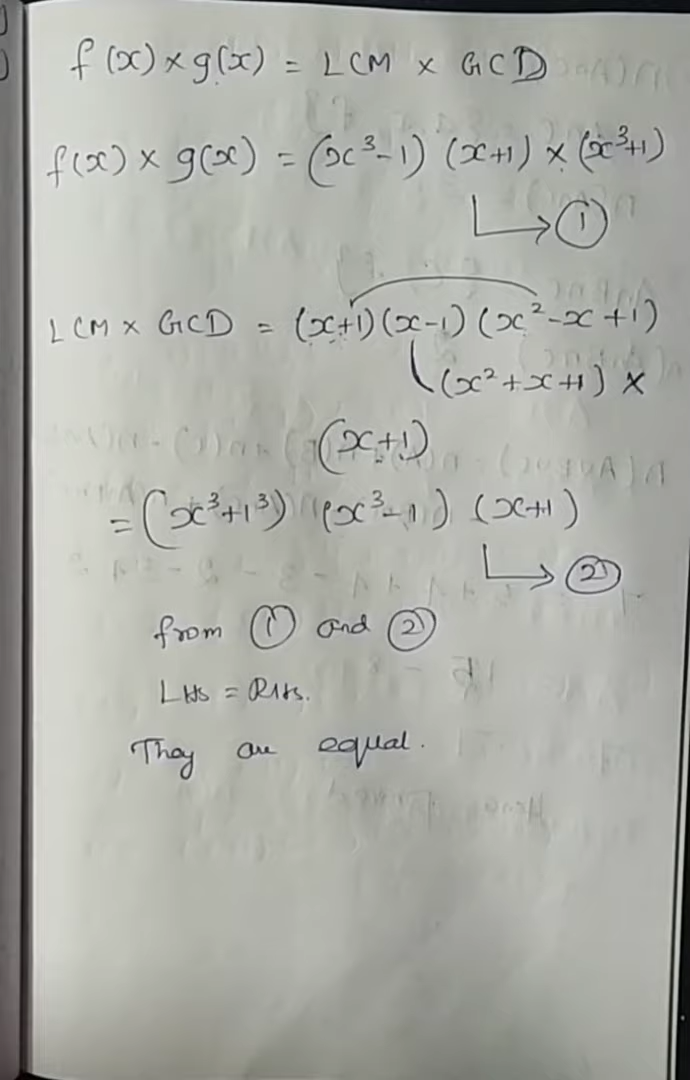 f(x) × g(x) = LCM × GCD
f(x) × g(x) = (x³-1) (x+1) × (x³+1)
①
LCM × GCD = (x+1)(x-1)(x²-x+1)
(x²+x+1) ×
(x+1)
= (x³+1³) (x³-1) (x+1)
②
from ① and ②
LHS = RHS.
They are equal.